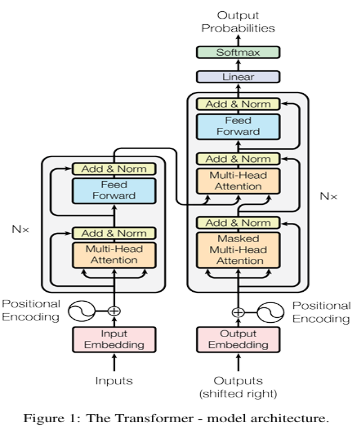 Output
Probabilities
Softmax
Linear
Add & Norm
Feed
Forward
Add & Norm
Multi-Head
Attention
Add & Norm
Masked
Multi-Head
Attention
Nx
Add & Norm
Feed
Forward
Add & Norm
Multi-Head
Attention
Nx
Positional
Encoding
Positional
Encoding
Input
Embedding
Output
Embedding
Inputs
Outputs
(shifted right)
Figure 1: The Transformer - model architecture.